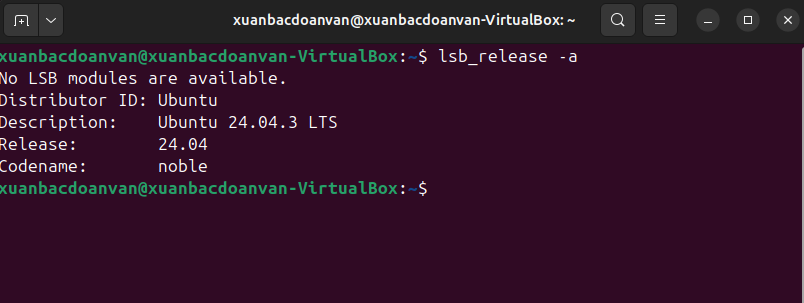 xuanbacdoanvan@xuanbacdoanvan-VirtualBox: ~
xuanbacdoanvan@xuanbacdoanvan-VirtualBox:~$ lsb_release -a
No LSB modules are available.
Distributor ID: Ubuntu
Description:    Ubuntu 24.04.3 LTS
Release:        24.04
Codename:       noble
xuanbacdoanvan@xuanbacdoanvan-VirtualBox:~$